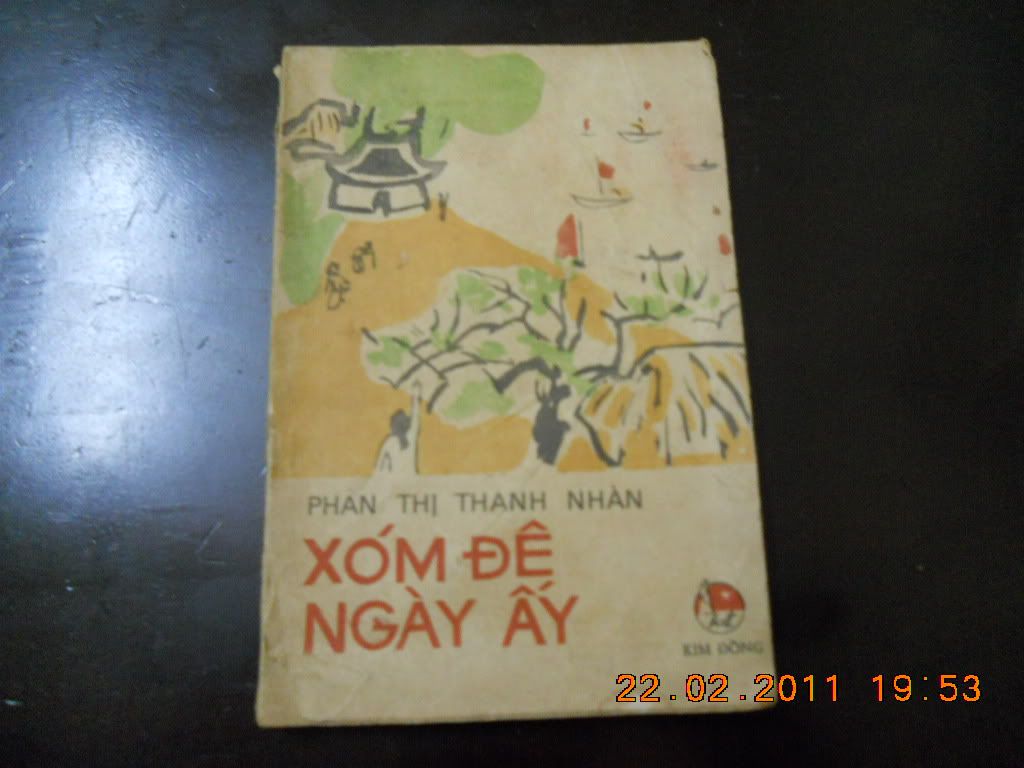 PHAN THỊ THANH NHÀN
XÓM ĐÊ
NGÀY ẤY
KIM ĐỒNG
22.02.2011 19:53